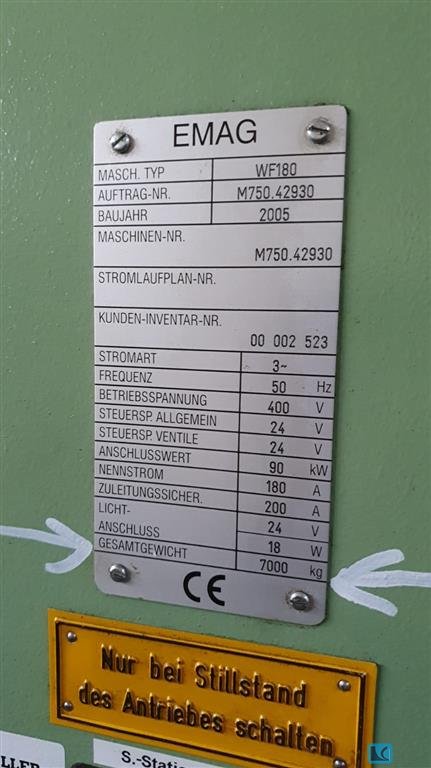 EMAG
MASCH. TYP WF180
AUFTRAG-NR. M750.42930
BAUJAHR 2005
MASCHINEN-NR.
M750.42930
STROMLAUFPLAN-NR.
KUNDEN-INVENTAR-NR.
00 002 523
STROMART 3~
FREQUENZ 50 Hz
BETRIEBSSPANNUNG 400 V
STEUERSP. ALLGEMEIN 24 V
STEUERSP. VENTILE 24 V
ANSCHLUSSWERT 90 kW
NENNSTROM 180 A
ZULEITUNGSSICHER. 200 A
LICHT- 24 V
ANSCHLUSS 18 W
GESAMTGEWICHT 7000 kg
CE
Nur bei Stillstand
des Antriebes schalten
S.-Statio